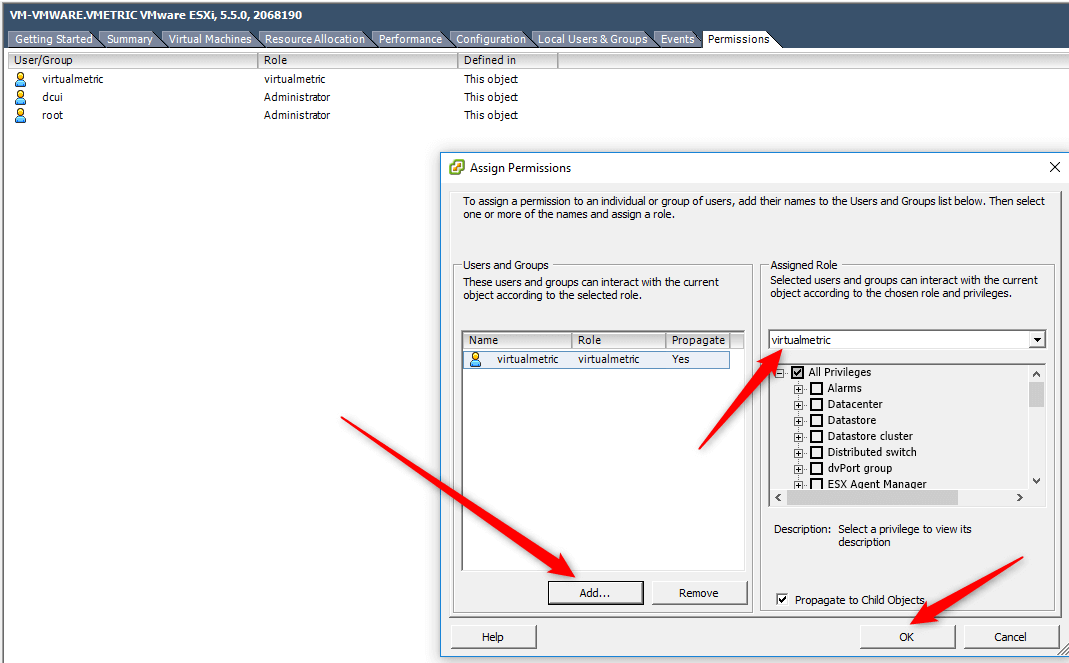 VM-VMWARE.VMETRIC VMware ESXi, 5.5.0, 2068190
Getting Started Summary Virtual Machines Resource Allocation Performance Configuration Local Users & Groups Events Permissions
User/Group Role Defined in
virtualmetric virtualmetric This object
dcui Administrator This object
root Administrator This object
Assign Permissions
To assign a permission to an individual or group of users, add their names to the Users and Groups list below. Then select
one or more of the names and assign a role.
Users and Groups
These users and groups can interact with the current
object according to the selected role.
Name Role Propagate
virtualmetric virtualmetric Yes
Add...
Remove
Assigned Role
Selected users and groups can interact with the current
object according to the chosen role and privileges.
virtualmetric
All Privileges
Alarms
Datacenter
Datastore
Datastore cluster
Distributed switch
dvPort group
ESX Agent Manager
Description: Select a privilege to view its
description
Propagate to Child Objects
Help
OK
Cancel